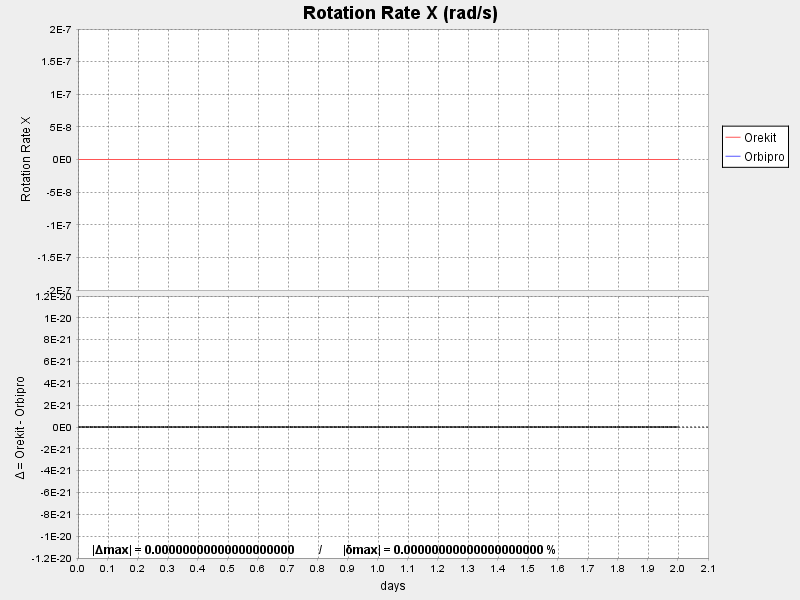 Rotation Rate X (rad/s)
2E-7
1.5E-7
1E-7
5E-8
0E0
-5E-8
-1E-7
-1.5E-7
-2E-7
Rotation Rate X
Orekit
Orbipro
1.2E-20
1E-20
8E-21
6E-21
4E-21
2E-21
0E0
-2E-21
-4E-21
-6E-21
-8E-21
-1E-20
-1.2E-20
Δ = Orekit - Orbipro
|Δmax| = 0.00000000000000000000 / |δmax| = 0.00000000000000000000 %
0.0 0.1 0.2 0.3 0.4 0.5 0.6 0.7 0.8 0.9 1.0 1.1 1.2 1.3 1.4 1.5 1.6 1.7 1.8 1.9 2.0 2.1
days